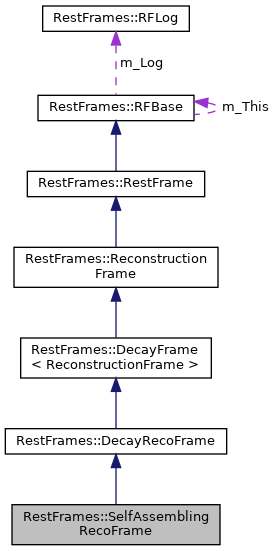 RestFrames::RFLog
m_Log
RestFrames::RFBase
m_This
RestFrames::RestFrame
RestFrames::Reconstruction
Frame
RestFrames::DecayFrame
< ReconstructionFrame >
RestFrames::DecayRecoFrame
RestFrames::SelfAssembling
RecoFrame